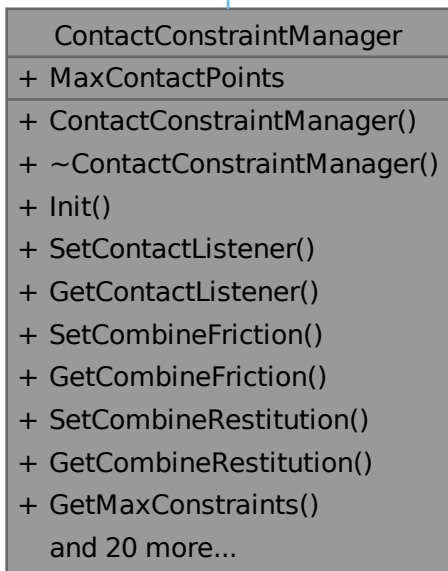 ContactConstraintManager
+ MaxContactPoints
+ ContactConstraintManager()
+ ~ContactConstraintManager()
+ Init()
+ SetContactListener()
+ GetContactListener()
+ SetCombineFriction()
+ GetCombineFriction()
+ SetCombineRestitution()
+ GetCombineRestitution()
+ GetMaxConstraints()
and 20 more...